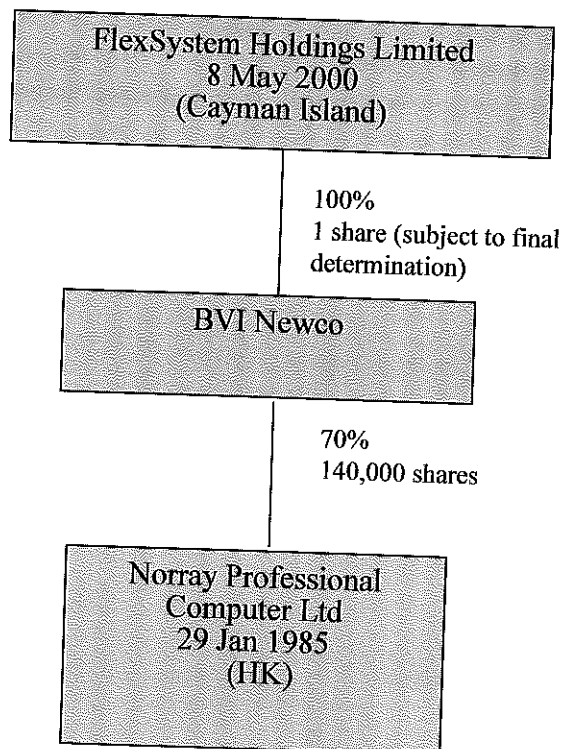 FlexSystem Holdings Limited
8 May 2000
(Cayman Island)
100%
1 share (subject to final
determination)
BVI Newco
70%
140,000 shares
Norray Professional
Computer Ltd
29 Jan 1985
(HK)